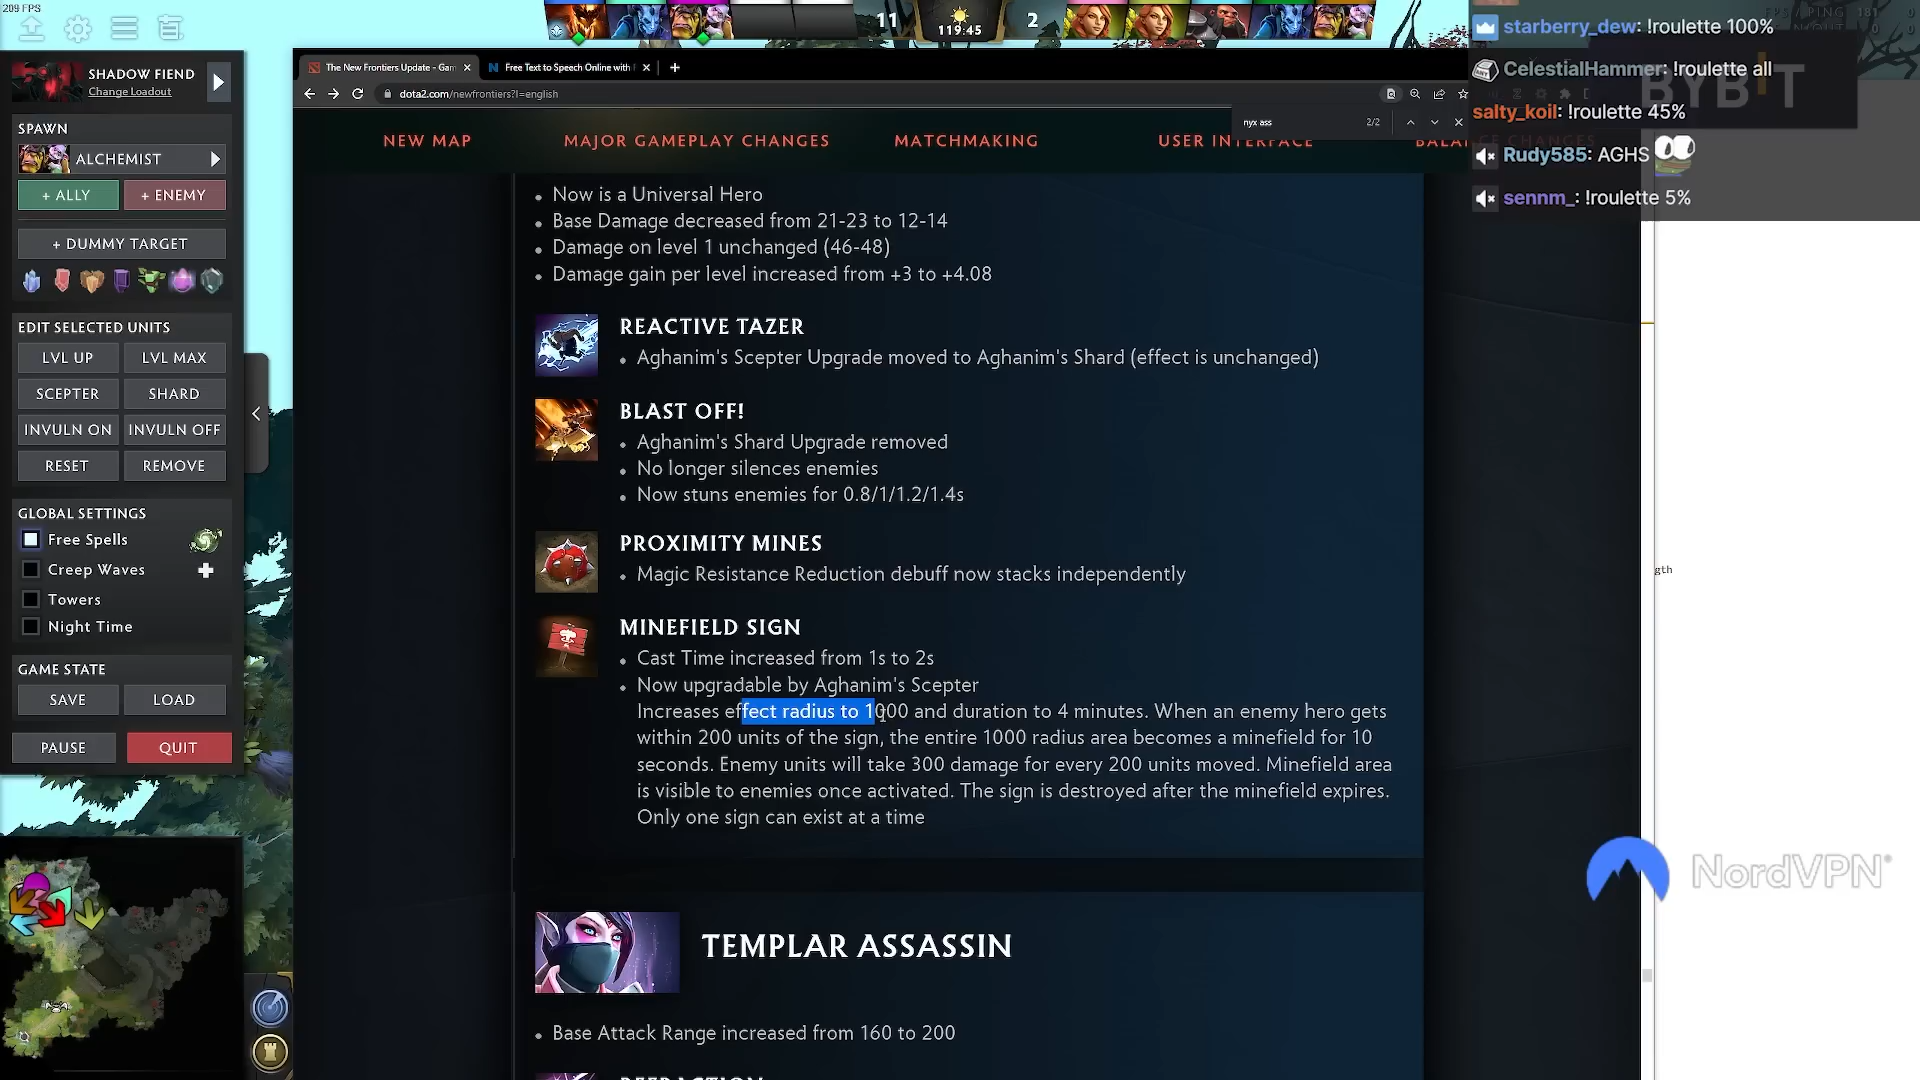 209 FPS
11
119:45
2
SHADOW FIEND
Change Loadout
SPAWN
ALCHEMIST
+ ALLY
+ ENEMY
+ DUMMY TARGET
EDIT SELECTED UNITS
LVL UP
LVL MAX
SCEPTER
SHARD
INVULN ON
INVULN OFF
RESET
REMOVE
GLOBAL SETTINGS
Free Spells
Creep Waves
Towers
Night Time
GAME STATE
SAVE
LOAD
PAUSE
QUIT
The New Frontiers Update - Gam
Free Text to Speech Online with
dota2.com/newfrontiers?l=english
nyx ass
2/2
NEW MAP
MAJOR GAMEPLAY CHANGES
MATCHMAKING
USER INTERFACE
Now is a Universal Hero
Base Damage decreased from 21-23 to 12-14
Damage on level 1 unchanged (46-48)
Damage gain per level increased from +3 to +4.08
REACTIVE TAZER
Aghanim's Scepter Upgrade moved to Aghanim's Shard (effect is unchanged)
BLAST OFF!
Aghanim's Shard Upgrade removed
No longer silences enemies
Now stuns enemies for 0.8/1/1.2/1.4s
PROXIMITY MINES
Magic Resistance Reduction debuff now stacks independently
MINEFIELD SIGN
Cast Time increased from 1s to 2s
Now upgradable by Aghanim's Scepter
Increases effect radius to 1000 and duration to 4 minutes. When an enemy hero gets
within 200 units of the sign, the entire 1000 radius area becomes a minefield for 10
seconds. Enemy units will take 300 damage for every 200 units moved. Minefield area
is visible to enemies once activated. The sign is destroyed after the minefield expires.
Only one sign can exist at a time
TEMPLAR ASSASSIN
Base Attack Range increased from 160 to 200
REFRACTION
starberry_dew: !roulette 100%
CelestialHammer: !roulette all
salty_koil: !roulette 45%
Rudy585: AGHS
sennm_: !roulette 5%
BYBIT
gth
NordVPN®